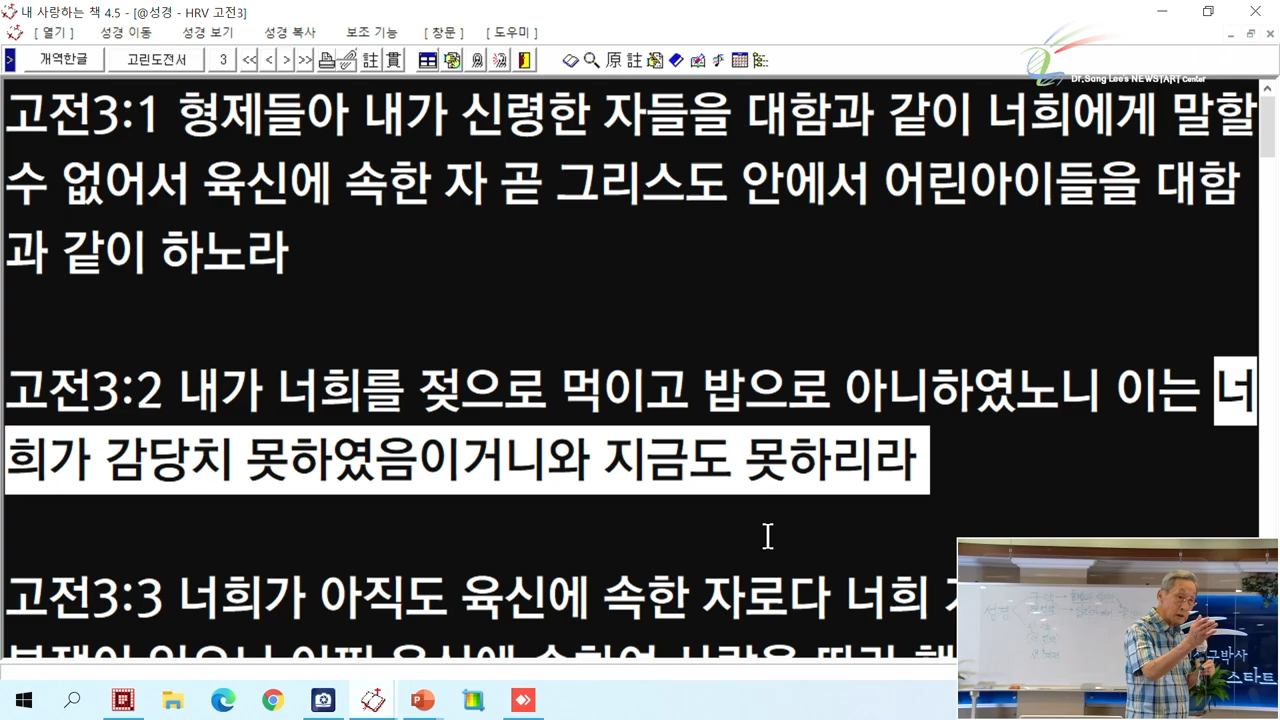 내 사랑하는 책 4.5 - [@성경 - HRV 고전3]
[ 열기 ] 성경 이동 성경 보기 성경 복사 보조 기능 [ 창문 ] [ 도우미 ]
개역한글 고린도전서 3 << < > >> 註 貫 原 註
Dr.Sang Lee's NEWSTART Center
고전3:1 형제들아 내가 신령한 자들을 대함과 같이 너희에게 말할
수 없어서 육신에 속한 자 곧 그리스도 안에서 어린아이들을 대함
과 같이 하노라
고전3:2 내가 너희를 젖으로 먹이고 밥으로 아니하였노니 이는 너
희가 감당치 못하였음이거니와 지금도 못하리라
고전3:3 너희가 아직도 육신에 속한 자로다 너희
성경
구박사
스타트